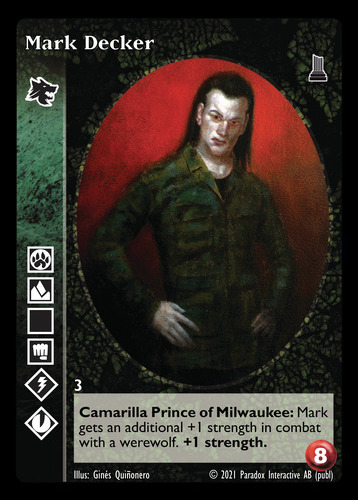 Mark Decker
3
Camarilla Prince of Milwaukee: Mark
gets an additional +1 strength in combat
with a werewolf. +1 strength.
8
Illus: Ginés Quiñonero © 2021 Paradox Interactive AB (publ)